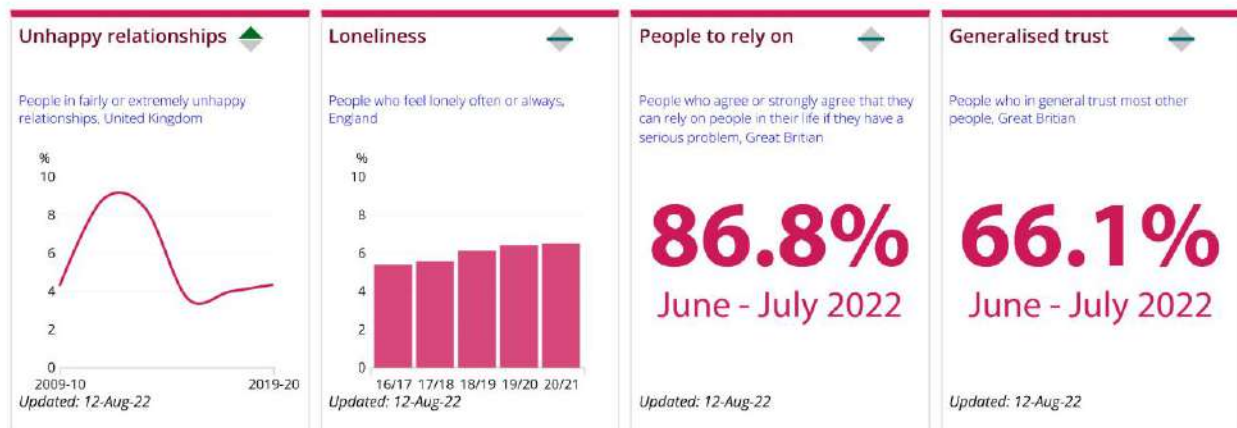 Unhappy relationships
People in fairly or extremely unhappy
relationships, United Kingdom
%
10
8
6
4
2
0
2009-10 2019-20
Updated: 12-Aug-22
Loneliness
People who feel lonely often or always,
England
%
10
8
6
4
2
0
16/17 17/18 18/19 19/20 20/21
Updated: 12-Aug-22
People to rely on
People who agree or strongly agree that they
can rely on people in their life if they have a
serious problem, Great Britian
86.8%
June - July 2022
Updated: 12-Aug-22
Generalised trust
People who in general trust most other
people, Great Britian
66.1%
June - July 2022
Updated: 12-Aug-22